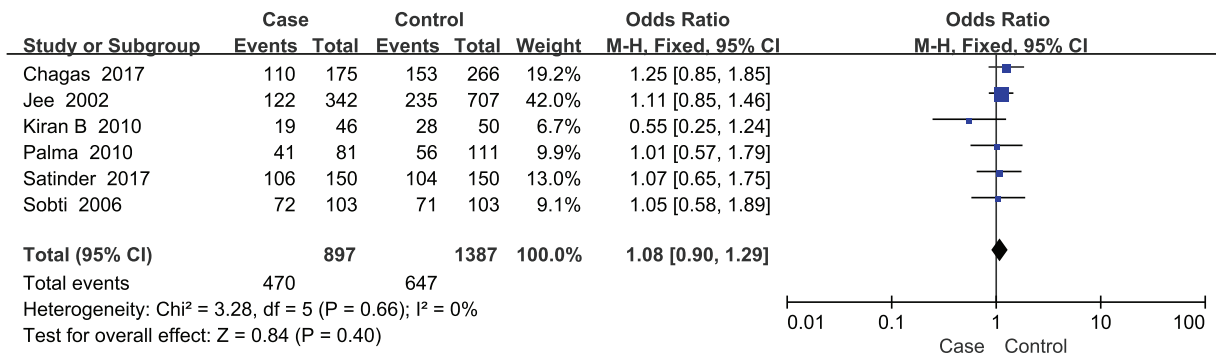 Case Control Odds Ratio Odds Ratio
Study or Subgroup Events Total Events Total Weight M-H, Fixed, 95% CI M-H, Fixed, 95% CI
Chagas 2017 110 175 153 266 19.2% 1.25 [0.85, 1.85]
Jee 2002 122 342 235 707 42.0% 1.11 [0.85, 1.46]
Kiran B 2010 19 46 28 50 6.7% 0.55 [0.25, 1.24]
Palma 2010 41 81 56 111 9.9% 1.01 [0.57, 1.79]
Satinder 2017 106 150 104 150 13.0% 1.07 [0.65, 1.75]
Sobti 2006 72 103 71 103 9.1% 1.05 [0.58, 1.89]
Total (95% CI) 897 1387 100.0% 1.08 [0.90, 1.29]
Total events 470 647
Heterogeneity: Chi² = 3.28, df = 5 (P = 0.66); I² = 0%
Test for overall effect: Z = 0.84 (P = 0.40)
0.01 0.1 1 10 100
Case Control